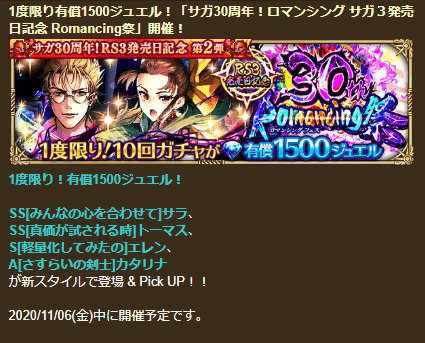 1度限り有償1500ジュエル！「サガ30周年！ロマンシング サガ３発売
日記念 Romancing祭」開催！
サガ30周年！RS3発売日記念 第2弾
RS3
発売日記念
30th
Romancing祭
ロマンシングフェス
1度限り！10回ガチャが 有償1500ジュエル
1度限り！有償1500ジュエル！
SS[みんなの心を合わせて]サラ、
SS[真価が試される時]トーマス、
S[軽量化してみたの]エレン、
A[さすらいの剣士]カタリナ
が新スタイルで登場 & Pick UP！！
2020/11/06(金)中に開催予定です。